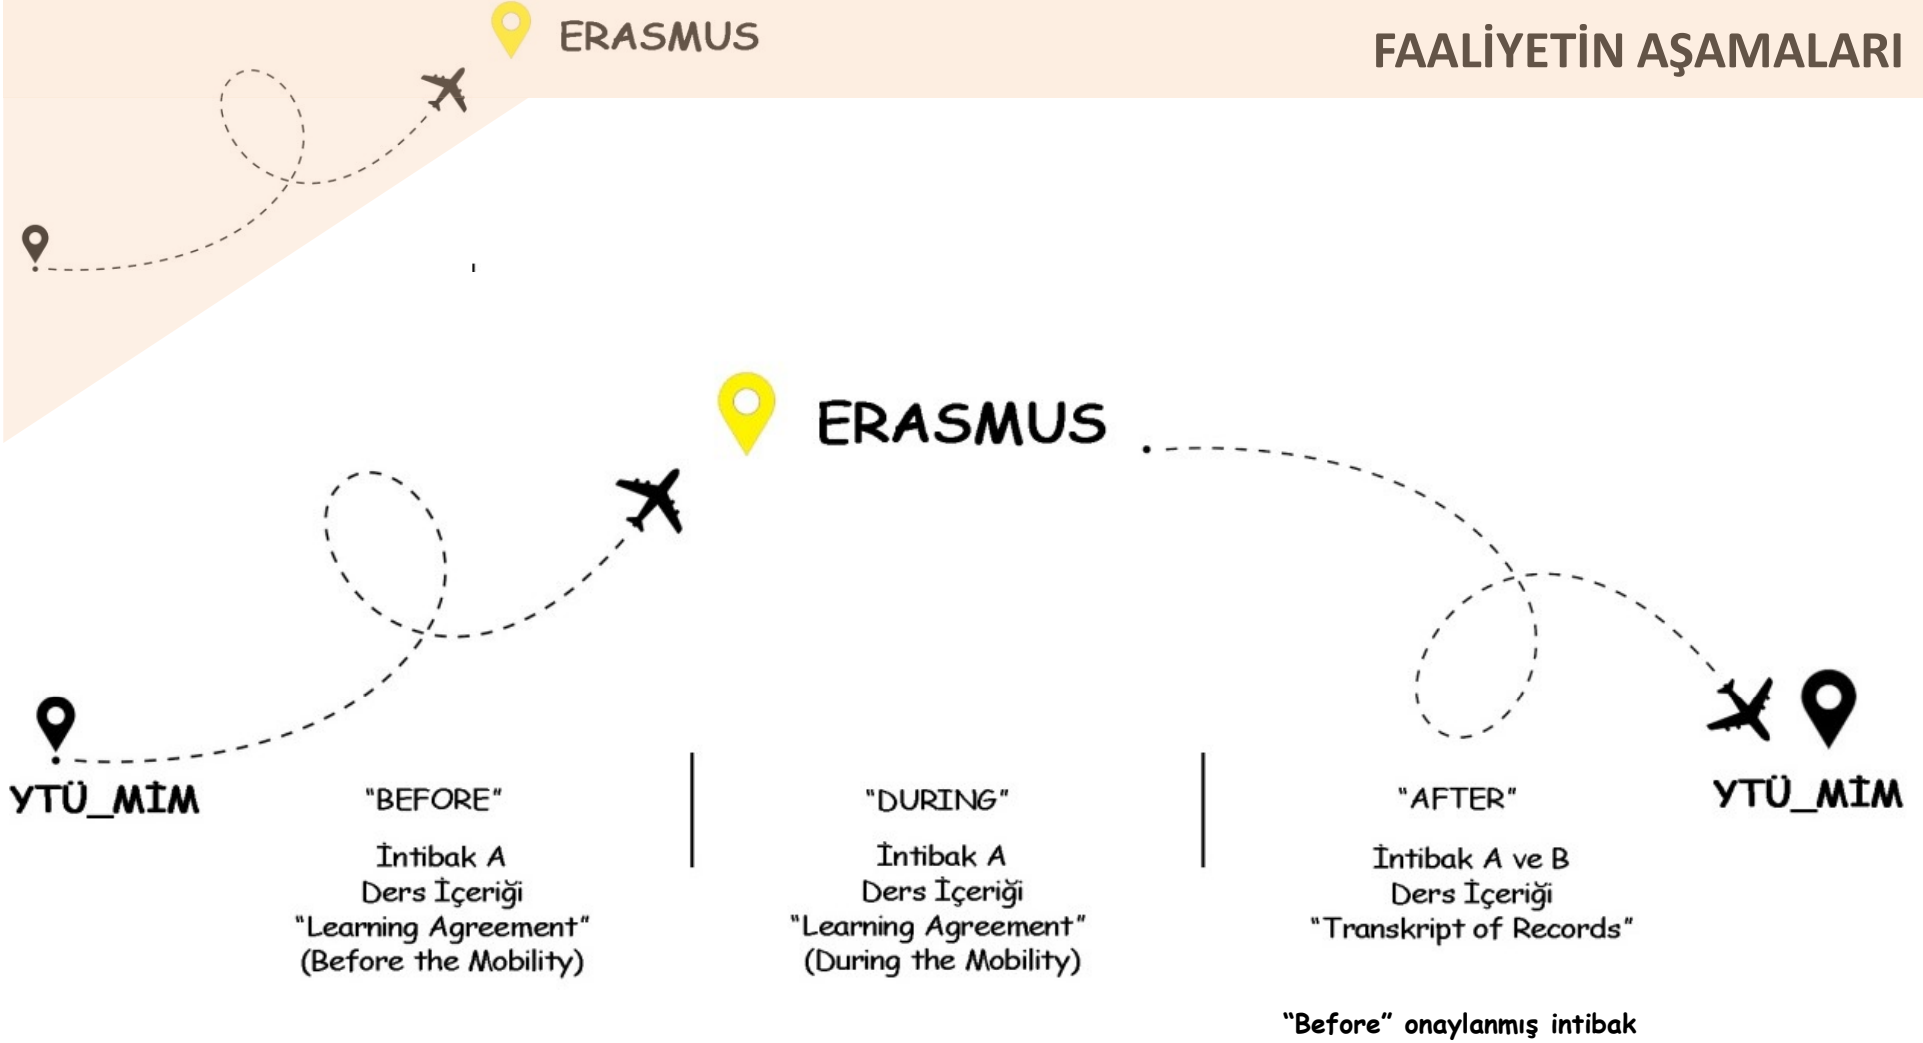 ERASMUS
FAALİYETİN AŞAMALARI
ERASMUS
YTÜ_MİM
YTÜ_MİM
"BEFORE"
İntibak A
Ders İçeriği
"Learning Agreement"
(Before the Mobility)
"DURING"
İntibak A
Ders İçeriği
"Learning Agreement"
(During the Mobility)
"AFTER"
İntibak A ve B
Ders İçeriği
"Transkript of Records"
"Before" onaylanmış intibak